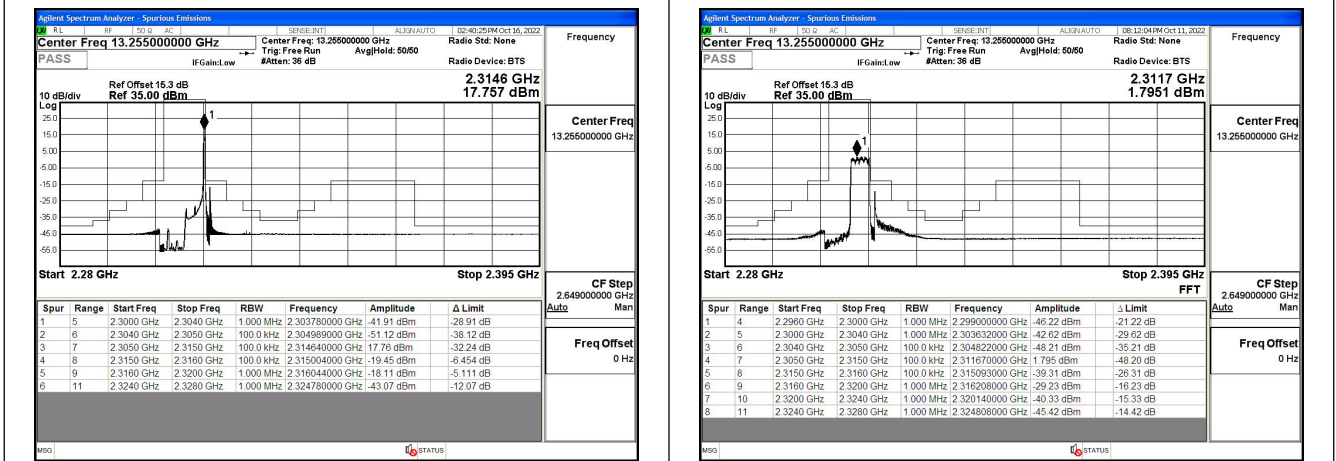 Agilent Spectrum Analyzer - Spurious Emissions
RL RF 50 Ω AC SENSE:INT ALIGNAUTO 02:40:25PM Oct 16, 2022
Center Freq 13.255000000 GHz
Center Freq: 13.255000000 GHz
Radio Std: None
Frequency
PASS
IFGain:Low
Trig: Free Run Avg|Hold: 50/50
#Atten: 36 dB
Radio Device: BTS
Ref Offset 15.3 dB
10 dB/div Ref 35.00 dBm
2.3146 GHz
17.757 dBm
Log
25.0
15.0
5.00
-5.00
-15.0
-25.0
-35.0
-45.0
-55.0
1
Start 2.28 GHz
Stop 2.395 GHz
Center Freq
13.255000000 GHz
CF Step
2.649000000 GHz
Auto Man
Freq Offset
0 Hz
Spur Range Start Freq Stop Freq RBW Frequency Amplitude Δ Limit
1 5 2.3000 GHz 2.3040 GHz 1.000 MHz 2.303780000 GHz -41.91 dBm -28.91 dB
2 6 2.3040 GHz 2.3050 GHz 100.0 kHz 2.304989000 GHz -51.12 dBm -38.12 dB
3 7 2.3050 GHz 2.3150 GHz 100.0 kHz 2.314640000 GHz 17.76 dBm -32.24 dB
4 8 2.3150 GHz 2.3160 GHz 100.0 kHz 2.315004000 GHz -19.45 dBm -6.454 dB
5 9 2.3160 GHz 2.3200 GHz 1.000 MHz 2.316044000 GHz -18.11 dBm -5.111 dB
6 11 2.3240 GHz 2.3280 GHz 1.000 MHz 2.324780000 GHz -43.07 dBm -12.07 dB
MSG STATUS
Agilent Spectrum Analyzer - Spurious Emissions
RL RF 50 Ω AC SENSE:INT ALIGNAUTO 08:12:04PM Oct 11, 2022
Center Freq 13.255000000 GHz
Center Freq: 13.255000000 GHz
Radio Std: None
Frequency
PASS
IFGain:Low
Trig: Free Run Avg|Hold: 50/50
#Atten: 36 dB
Radio Device: BTS
Ref Offset 15.3 dB
10 dB/div Ref 35.00 dBm
2.3117 GHz
1.7951 dBm
Log
25.0
15.0
5.00
-5.00
-15.0
-25.0
-35.0
-45.0
-55.0
1
Start 2.28 GHz
Stop 2.395 GHz
FFT
Center Freq
13.255000000 GHz
CF Step
2.649000000 GHz
Auto Man
Freq Offset
0 Hz
Spur Range Start Freq Stop Freq RBW Frequency Amplitude Δ Limit
1 4 2.2960 GHz 2.3000 GHz 1.000 MHz 2.299000000 GHz -46.22 dBm -21.22 dB
2 5 2.3000 GHz 2.3040 GHz 1.000 MHz 2.303632000 GHz -42.62 dBm -29.62 dB
3 6 2.3040 GHz 2.3050 GHz 100.0 kHz 2.304822000 GHz -48.21 dBm -35.21 dB
4 7 2.3050 GHz 2.3150 GHz 100.0 kHz 2.311670000 GHz 1.795 dBm -48.20 dB
5 8 2.3150 GHz 2.3160 GHz 100.0 kHz 2.315093000 GHz -39.31 dBm -26.31 dB
6 9 2.3160 GHz 2.3200 GHz 1.000 MHz 2.316208000 GHz -29.23 dBm -16.23 dB
7 10 2.3200 GHz 2.3240 GHz 1.000 MHz 2.320140000 GHz -40.33 dBm -15.33 dB
8 11 2.3240 GHz 2.3280 GHz 1.000 MHz 2.324808000 GHz -45.42 dBm -14.42 dB
MSG STATUS